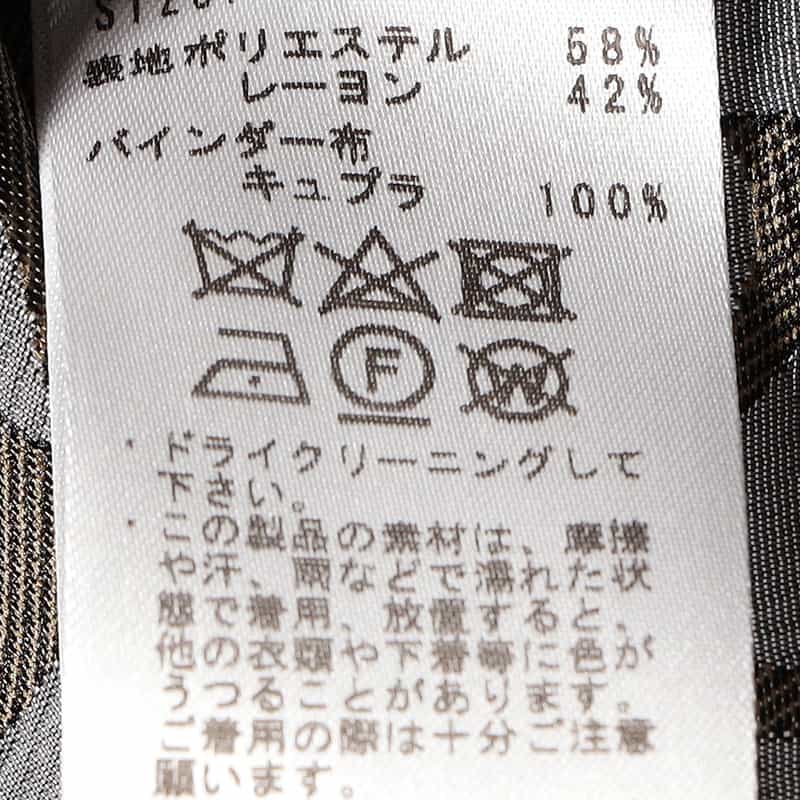 表地ポリエステル 58%
レーヨン 42%
バインダー布
キュプラ 100%
F
W
・ドライクリーニングして
下さい。
・この製品の素材は、摩擦
や汗、雨などで濡れた状
態での着用、放置すると、
他の衣類や下着等に色が
うつることがあります。
ご着用の際は十分ご注意
願います。